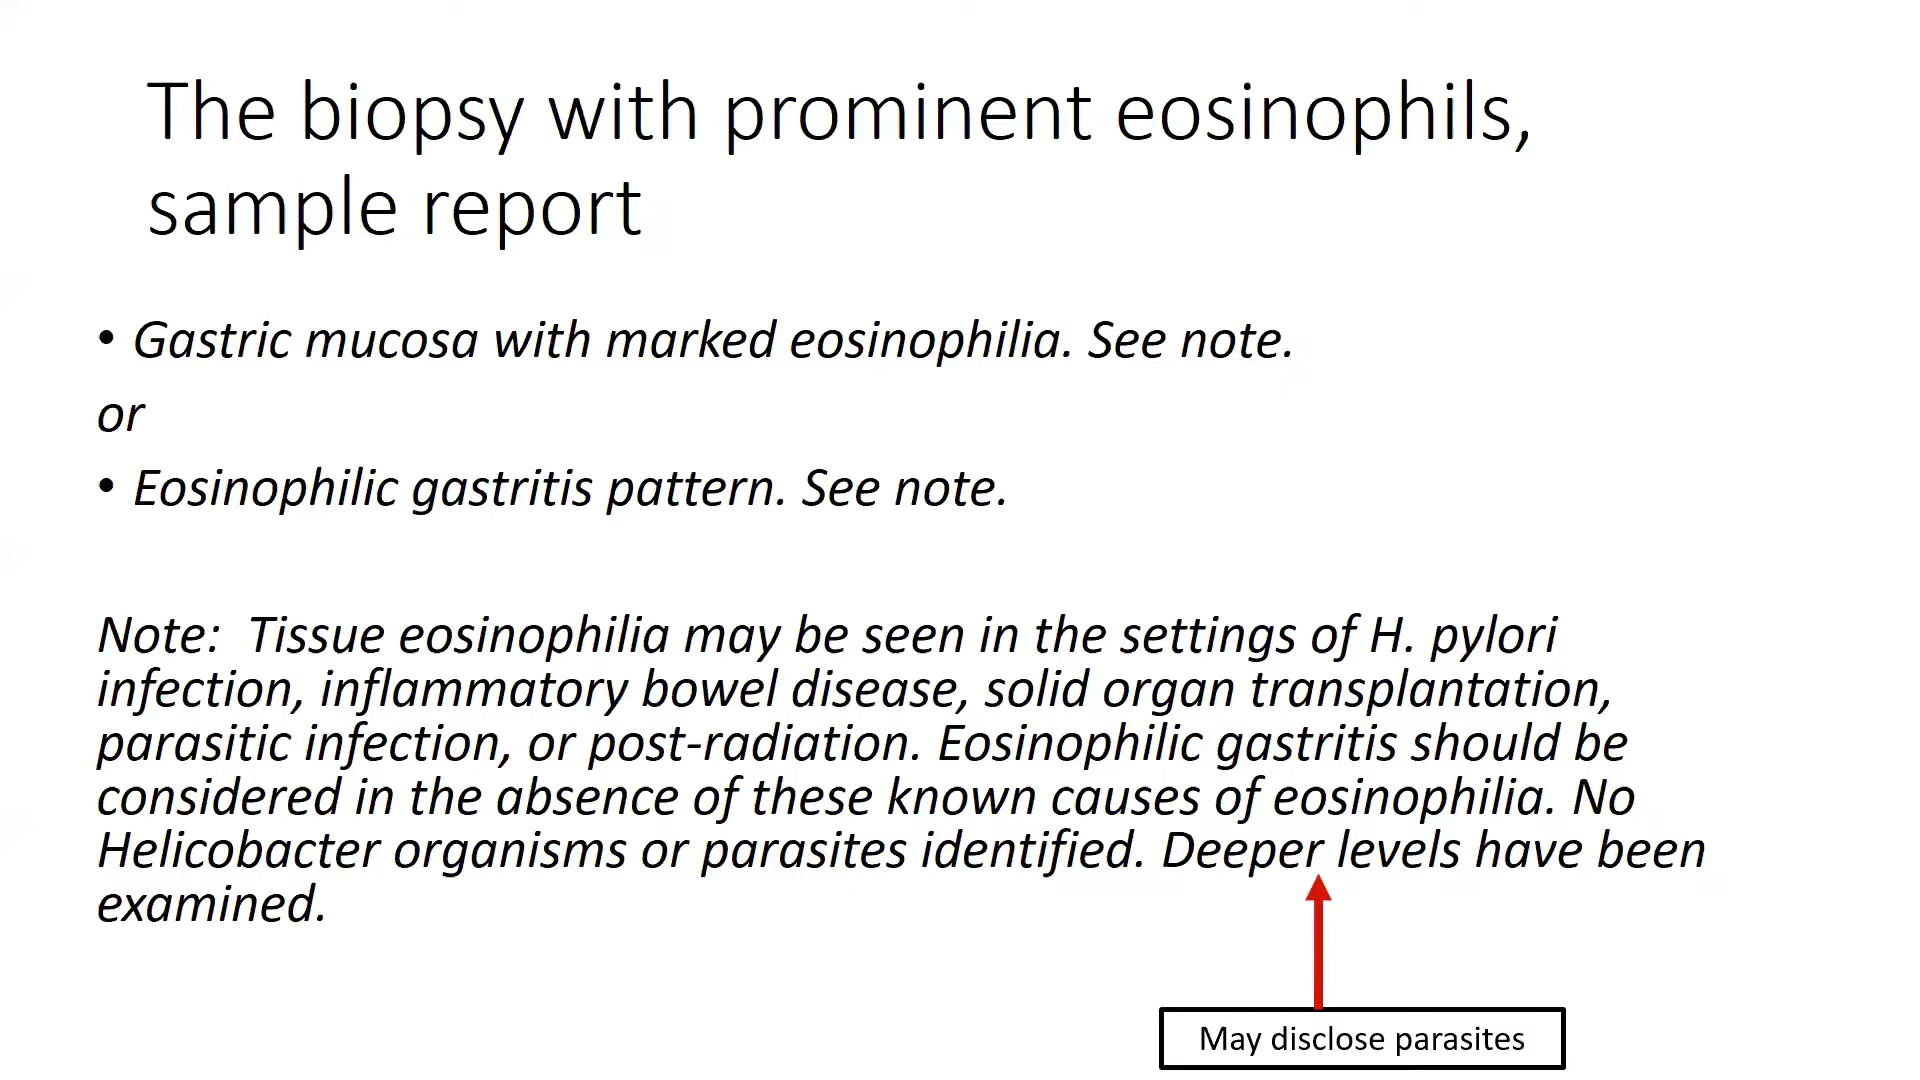 The biopsy with prominent eosinophils,
sample report
• Gastric mucosa with marked eosinophilia. See note.
or
• Eosinophilic gastritis pattern. See note.
Note:  Tissue eosinophilia may be seen in the settings of H. pylori
infection, inflammatory bowel disease, solid organ transplantation,
parasitic infection, or post-radiation. Eosinophilic gastritis should be
considered in the absence of these known causes of eosinophilia. No
Helicobacter organisms or parasites identified. Deeper levels have been
examined.
May disclose parasites